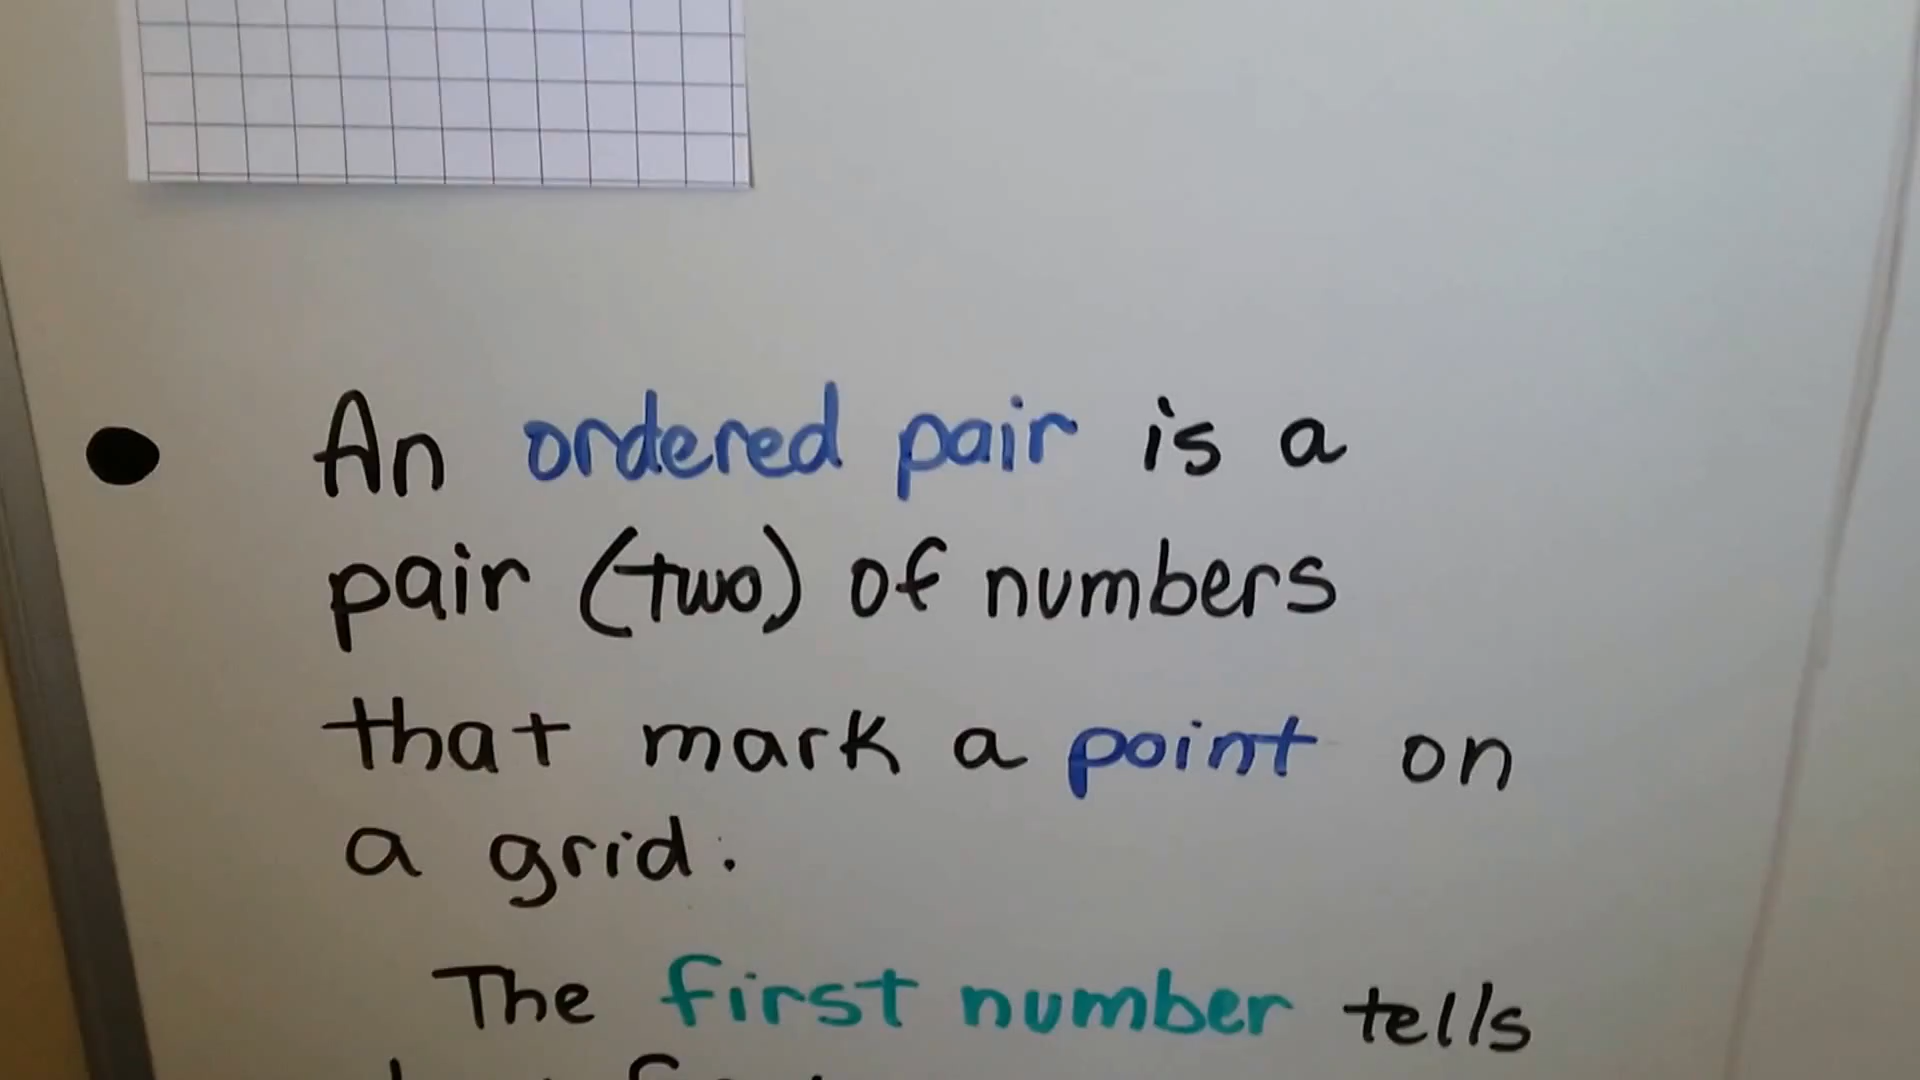 An ordered pair is a
pair (two) of numbers
that mark a point on
a grid.
The first number tells